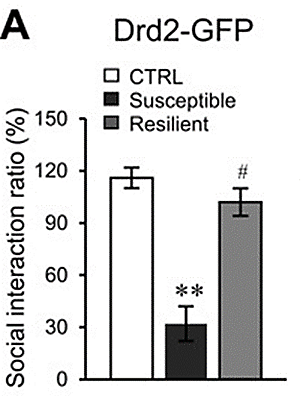 A
Drd2-GFP
CTRL
Susceptible
Resilient
Social interaction ratio (%)
150
120
90
60
30
0
**
#